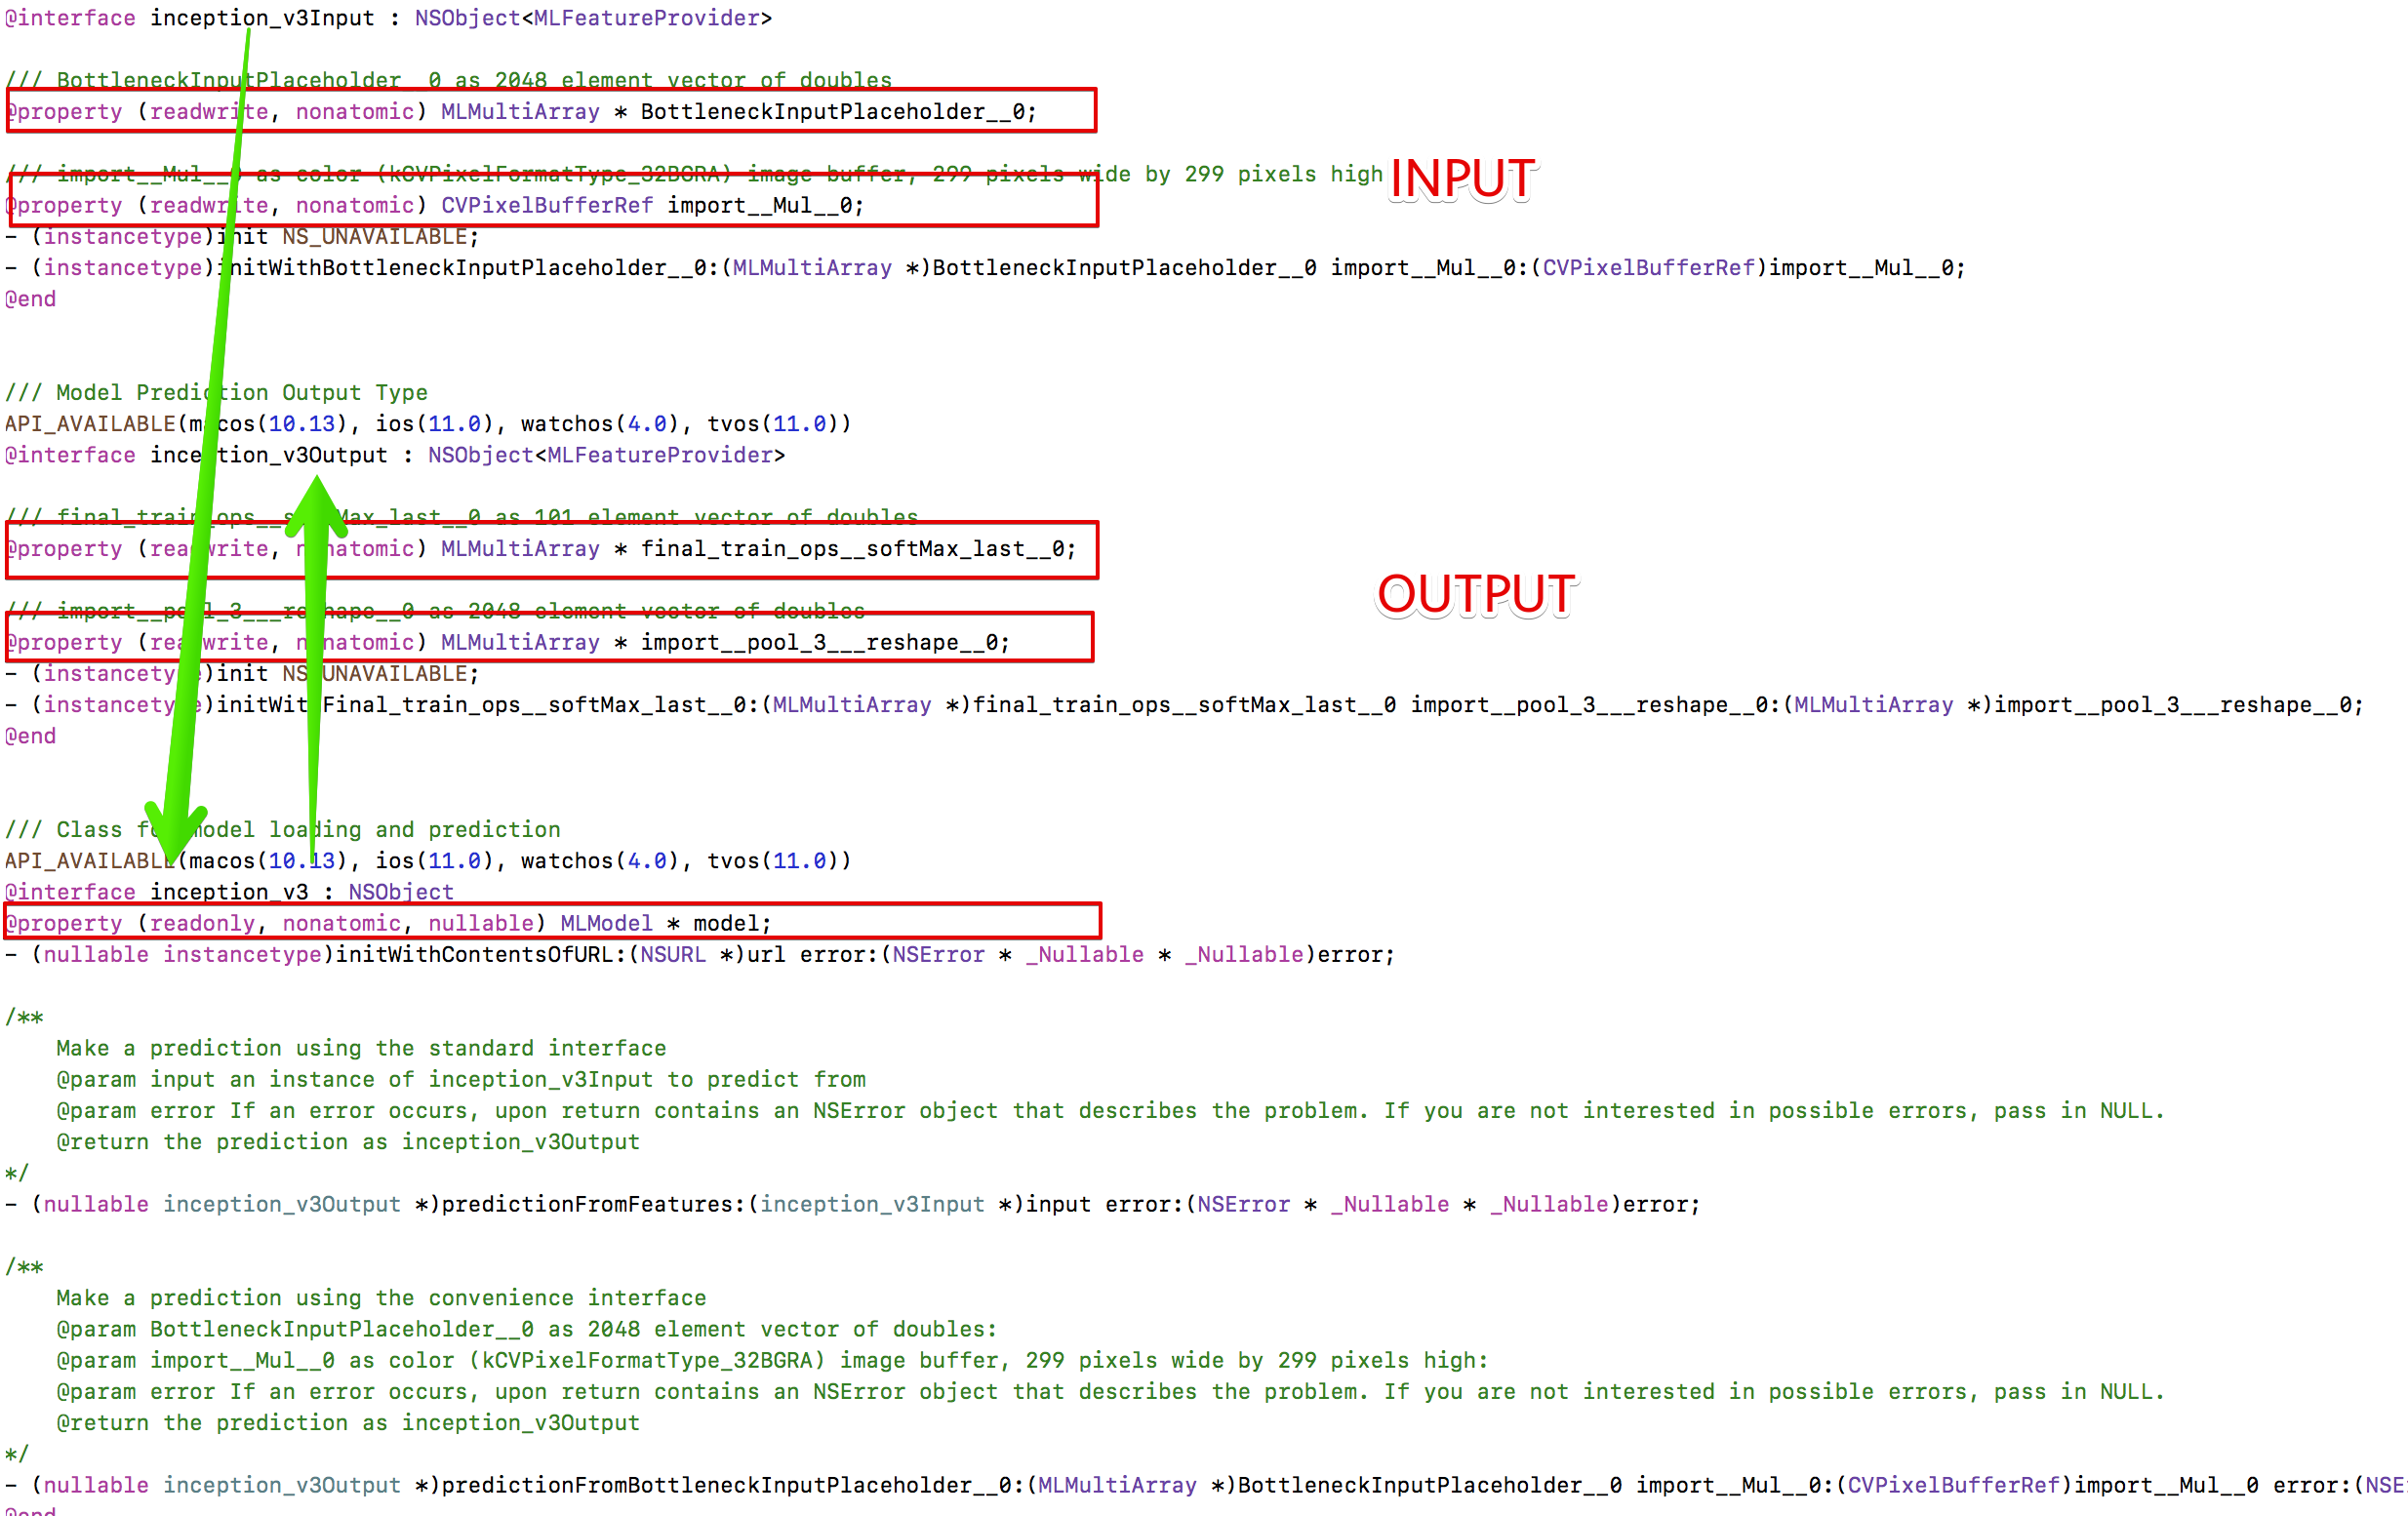 @interface inception_v3Input : NSObject<MLFeatureProvider>
/// BottleneckInputPlaceholder__0 as 2048 element vector of doubles
@property (readwrite, nonatomic) MLMultiArray * BottleneckInputPlaceholder__0;
/// import__Mul__0 as color (kCVPixelFormatType_32BGRA) image buffer, 299 pixels wide by 299 pixels high
INPUT
@property (readwrite, nonatomic) CVPixelBufferRef import__Mul__0;
- (instancetype)init NS_UNAVAILABLE;
- (instancetype)initWithBottleneckInputPlaceholder__0:(MLMultiArray *)BottleneckInputPlaceholder__0 import__Mul__0:(CVPixelBufferRef)import__Mul__0;
@end
/// Model Prediction Output Type
API_AVAILABLE(macos(10.13), ios(11.0), watchos(4.0), tvos(11.0))
@interface inception_v3Output : NSObject<MLFeatureProvider>
/// final_train_ops__softMax_last__0 as 101 element vector of doubles
@property (readwrite, nonatomic) MLMultiArray * final_train_ops__softMax_last__0;
OUTPUT
/// import__pool_3___reshape__0 as 2048 element vector of doubles
@property (readwrite, nonatomic) MLMultiArray * import__pool_3___reshape__0;
- (instancetype)init NS_UNAVAILABLE;
- (instancetype)initWithFinal_train_ops__softMax_last__0:(MLMultiArray *)final_train_ops__softMax_last__0 import__pool_3___reshape__0:(MLMultiArray *)import__pool_3___reshape__0;
@end
/// Class for model loading and prediction
API_AVAILABLE(macos(10.13), ios(11.0), watchos(4.0), tvos(11.0))
@interface inception_v3 : NSObject
@property (readonly, nonatomic, nullable) MLModel * model;
- (nullable instancetype)initWithContentsOfURL:(NSURL *)url error:(NSError * _Nullable * _Nullable)error;
/**
Make a prediction using the standard interface
@param input an instance of inception_v3Input to predict from
@param error If an error occurs, upon return contains an NSError object that describes the problem. If you are not interested in possible errors, pass in NULL.
@return the prediction as inception_v3Output
*/
- (nullable inception_v3Output *)predictionFromFeatures:(inception_v3Input *)input error:(NSError * _Nullable * _Nullable)error;
/**
Make a prediction using the convenience interface
@param BottleneckInputPlaceholder__0 as 2048 element vector of doubles:
@param import__Mul__0 as color (kCVPixelFormatType_32BGRA) image buffer, 299 pixels wide by 299 pixels high:
@param error If an error occurs, upon return contains an NSError object that describes the problem. If you are not interested in possible errors, pass in NULL.
@return the prediction as inception_v3Output
*/
- (nullable inception_v3Output *)predictionFromBottleneckInputPlaceholder__0:(MLMultiArray *)BottleneckInputPlaceholder__0 import__Mul__0:(CVPixelBufferRef)import__Mul__0 error:(NSE
@end